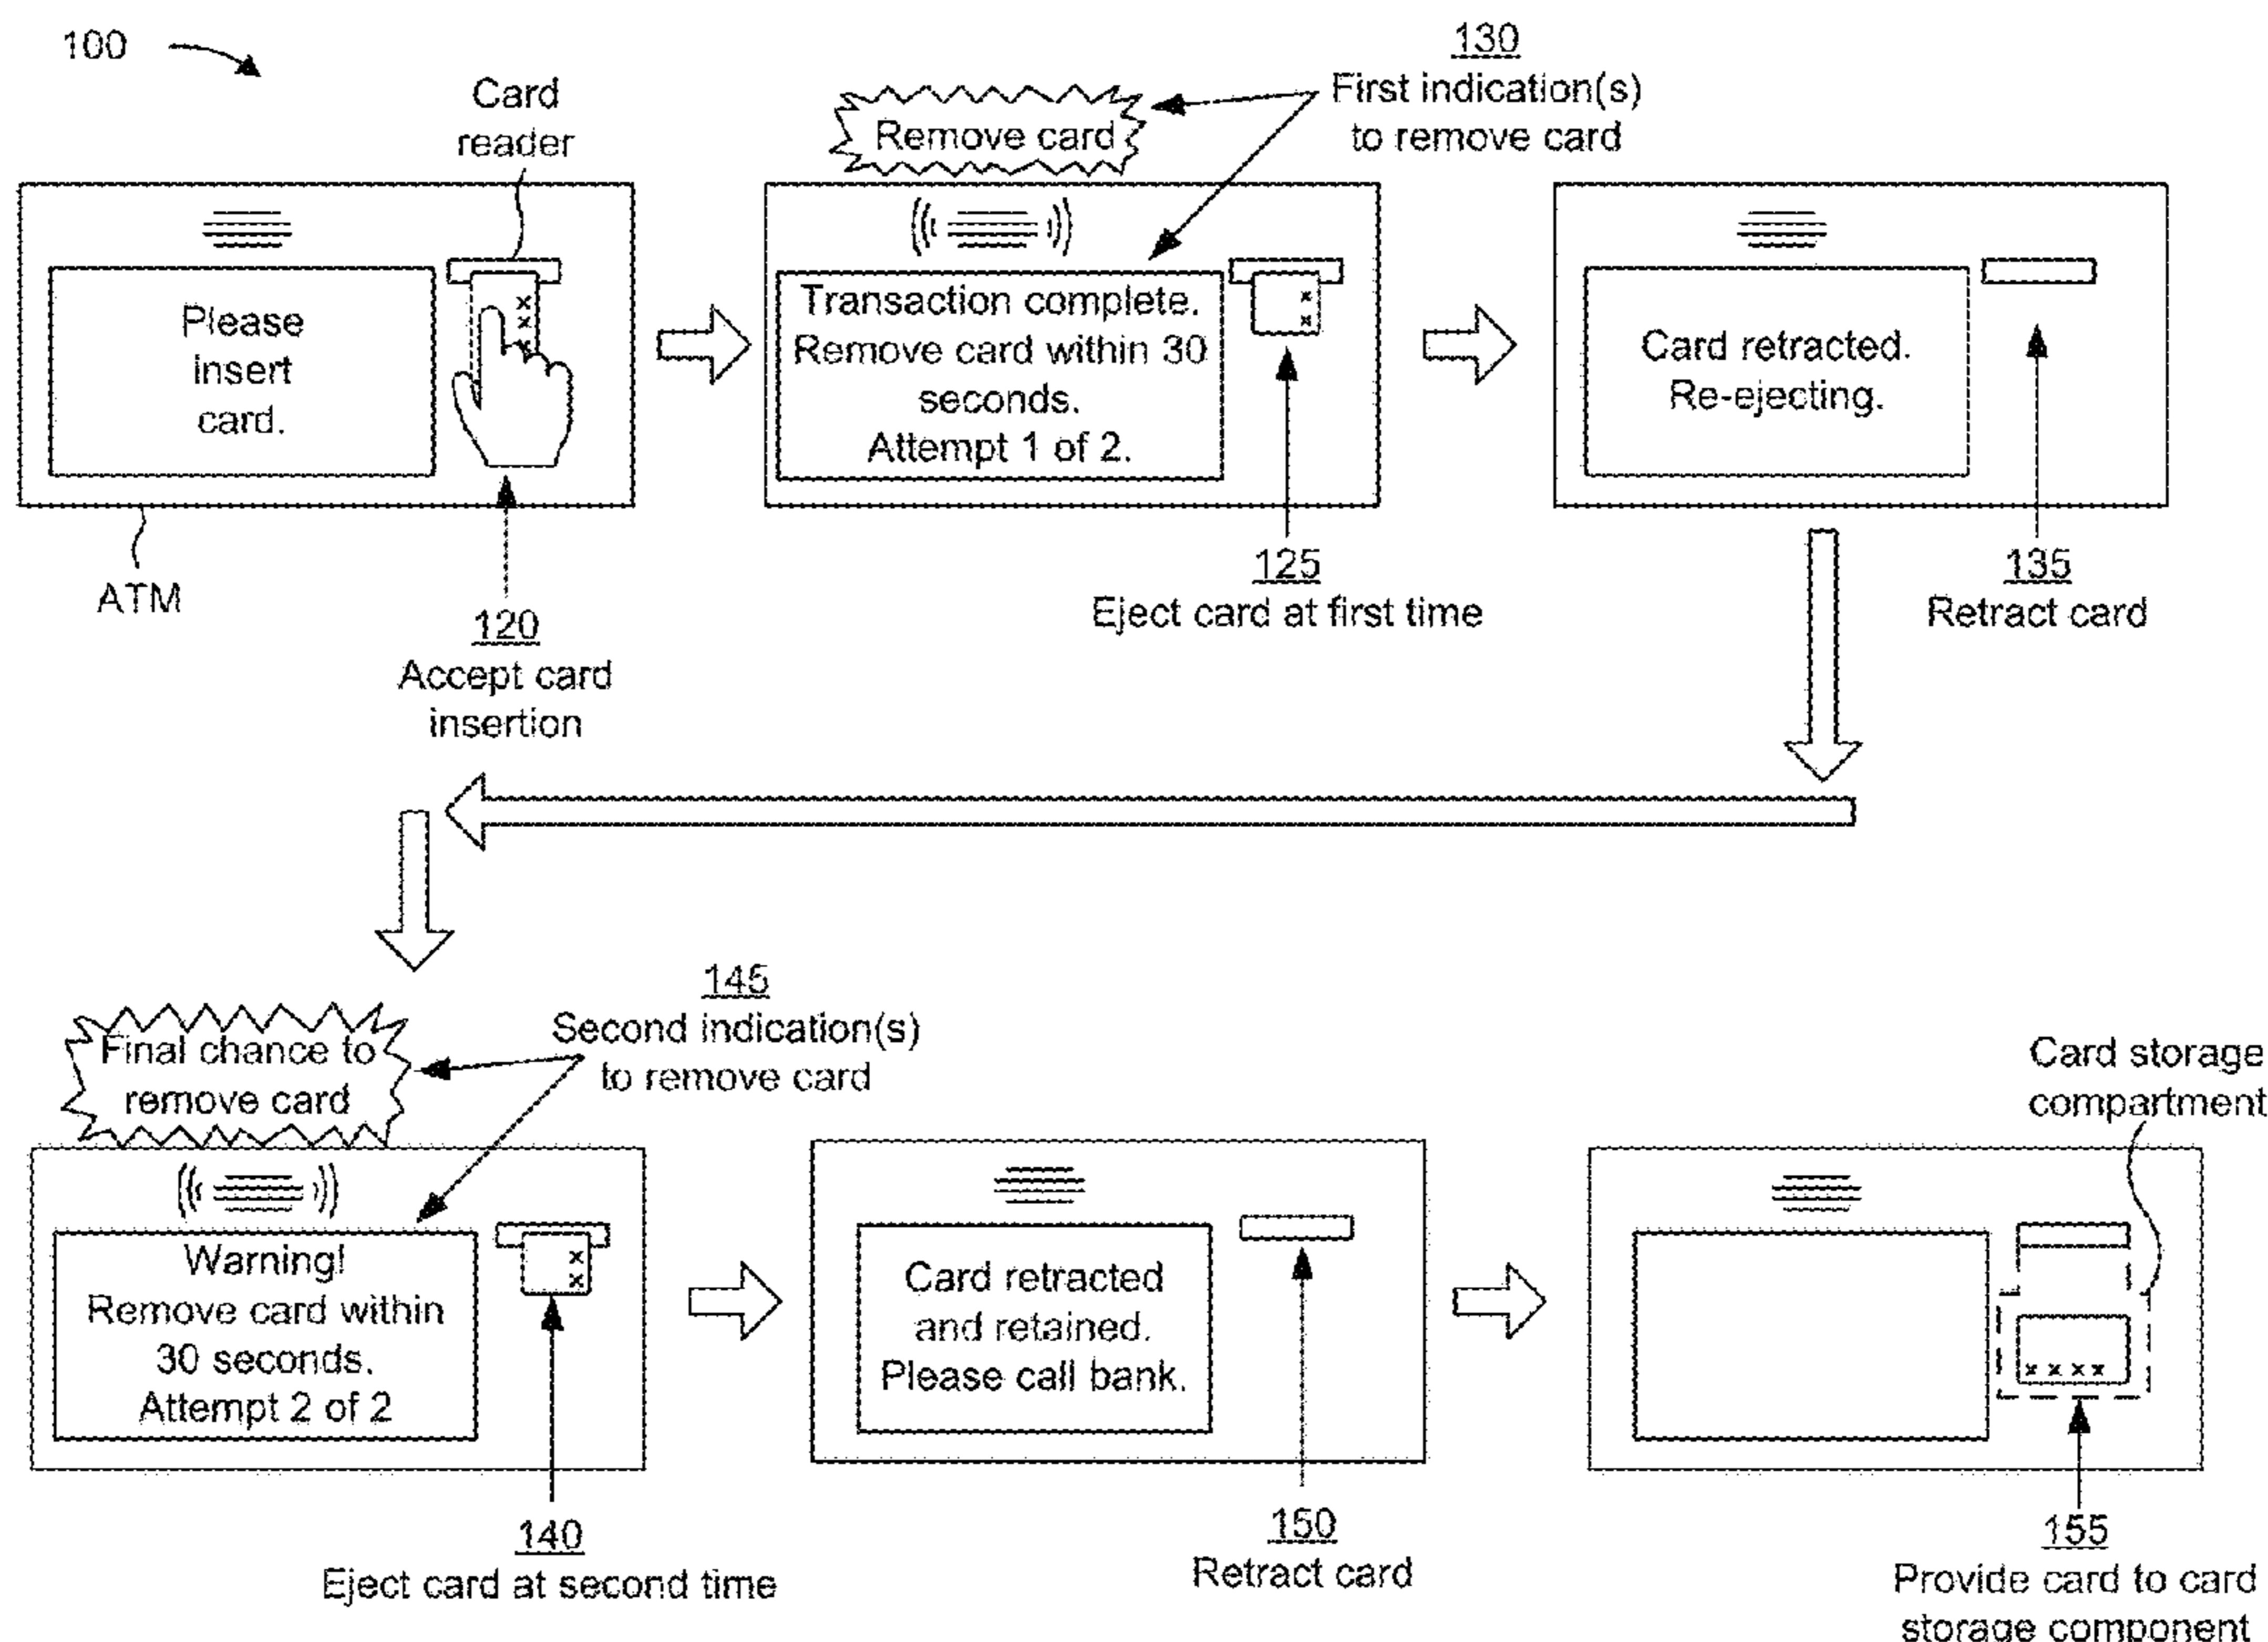 100
Card
reader
130
First indication(s)
to remove card
Remove card
Please
insert
card.
x
x
x
Transaction complete.
Remove card within 30
seconds.
Attempt 1 of 2.
x
x
Card retracted.
Re-ejecting.
ATM
120
Accept card
insertion
125
Eject card at first time
135
Retract card
Final chance to
remove card
145
Second indication(s)
to remove card
Card storage
compartment
Warning!
Remove card within
30 seconds.
Attempt 2 of 2
x
x
Card retracted
and retained.
Please call bank.
x x x x
140
Eject card at second time
150
Retract card
155
Provide card to card
storage component